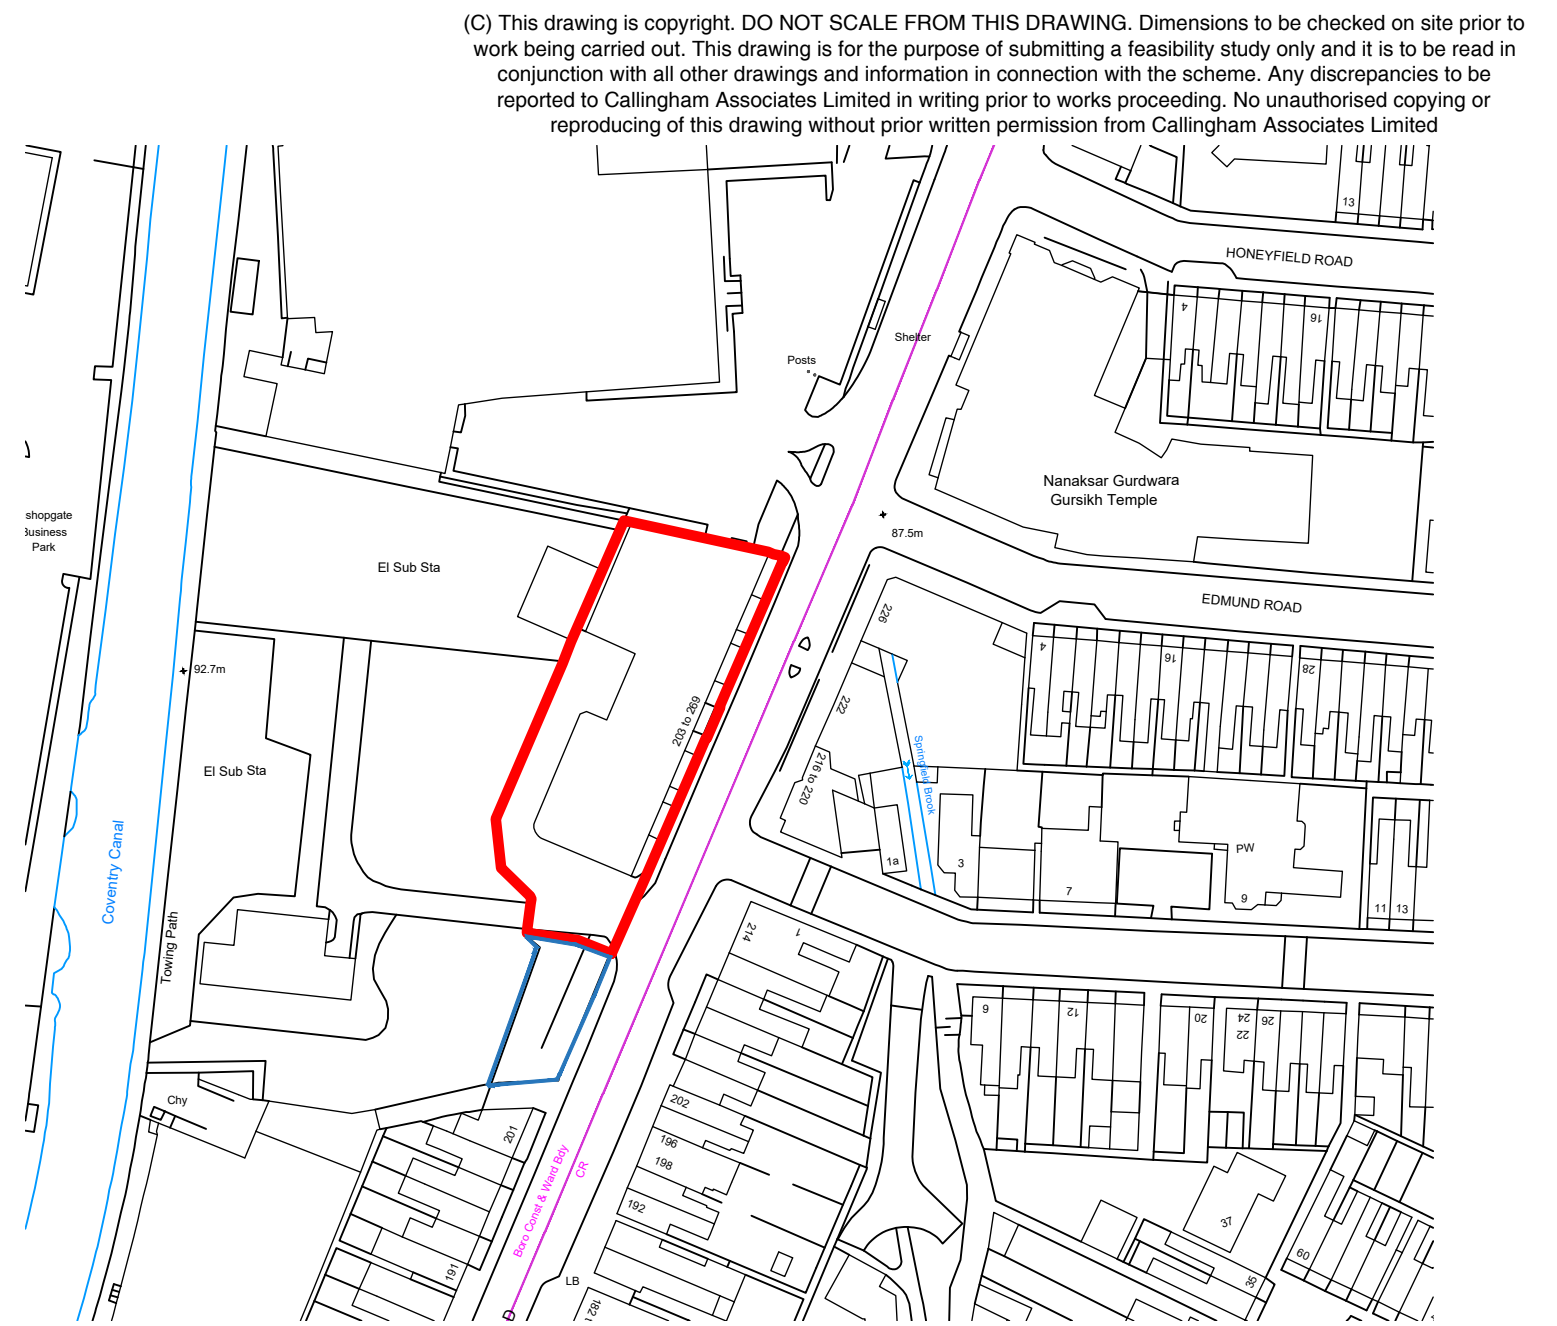 (C) This drawing is copyright. DO NOT SCALE FROM THIS DRAWING. Dimensions to be checked on site prior to
work being carried out. This drawing is for the purpose of submitting a feasibility study only and it is to be read in
conjunction with all other drawings and information in connection with the scheme. Any discrepancies to be
reported to Callingham Associates Limited in writing prior to works proceeding. No unauthorised copying or
reproducing of this drawing without prior written permission from Callingham Associates Limited
13
HONEYFIELD ROAD
4
16
Shelter
Posts
Nanaksar Gurdwara
Gursikh Temple
87.5m
shopgate
Business
Park
El Sub Sta
EDMUND ROAD
226
4
16
28
92.7m
203 to 269
222
El Sub Sta
216 to 220
Springfield Brook
Coventry Canal
1a
3
7
PW
9
11
13
Towing Path
214
1
6
12
20
24
22
26
Chy
201
202
196
198
192
Boro Const & Ward Bdy
CR
37
60
35
191
LB
182